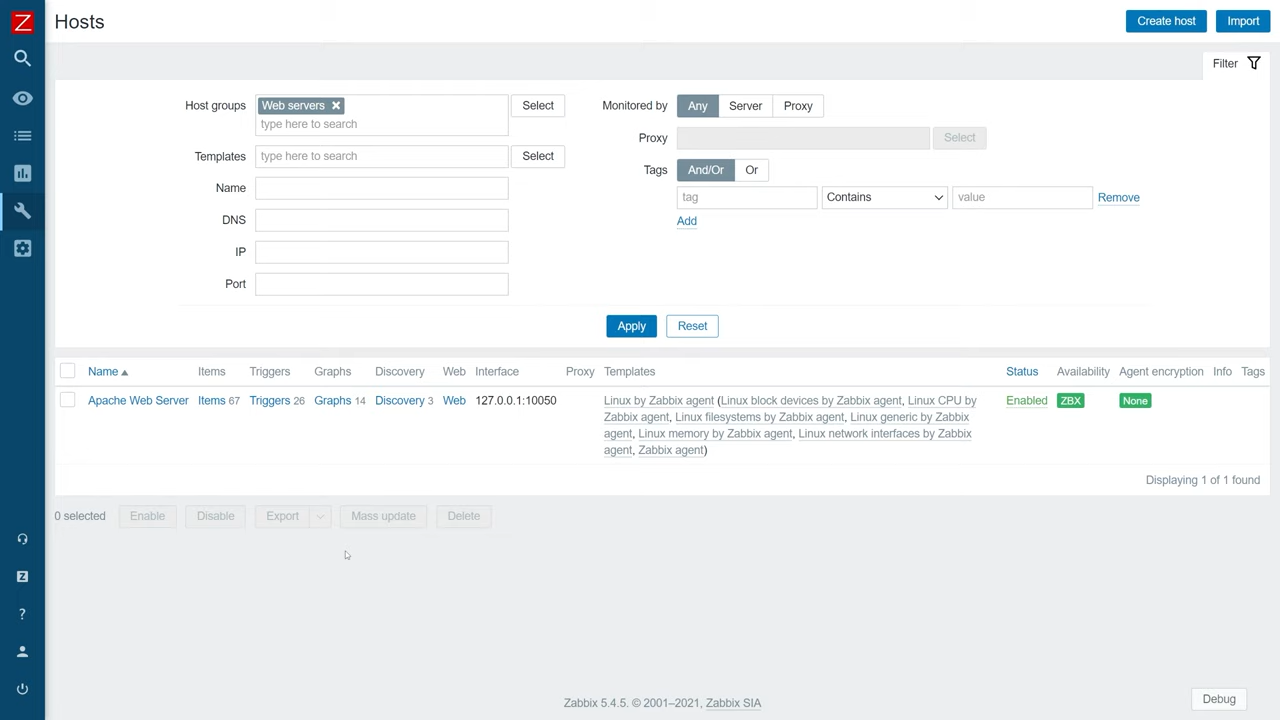 Z
Hosts
Create host
Import
Filter
Host groups
Web servers
type here to search
Select
Templates
type here to search
Select
Name
DNS
IP
Port
Monitored by
Any Server Proxy
Proxy
Select
Tags
And/Or Or
tag Contains value Remove
Add
Apply Reset
Name Items Triggers Graphs Discovery Web Interface Proxy Templates Status Availability Agent encryption Info Tags
Apache Web Server Items 67 Triggers 26 Graphs 14 Discovery 3 Web 127.0.0.1:10050 Linux by Zabbix agent (Linux block devices by Zabbix agent, Linux CPU by Enabled ZBX None
Zabbix agent, Linux filesystems by Zabbix agent, Linux generic by Zabbix
agent, Linux memory by Zabbix agent, Linux network interfaces by Zabbix
agent, Zabbix agent)
Displaying 1 of 1 found
0 selected Enable Disable Export Mass update Delete
Z
?
Zabbix 5.4.5. © 2001–2021, Zabbix SIA
Debug